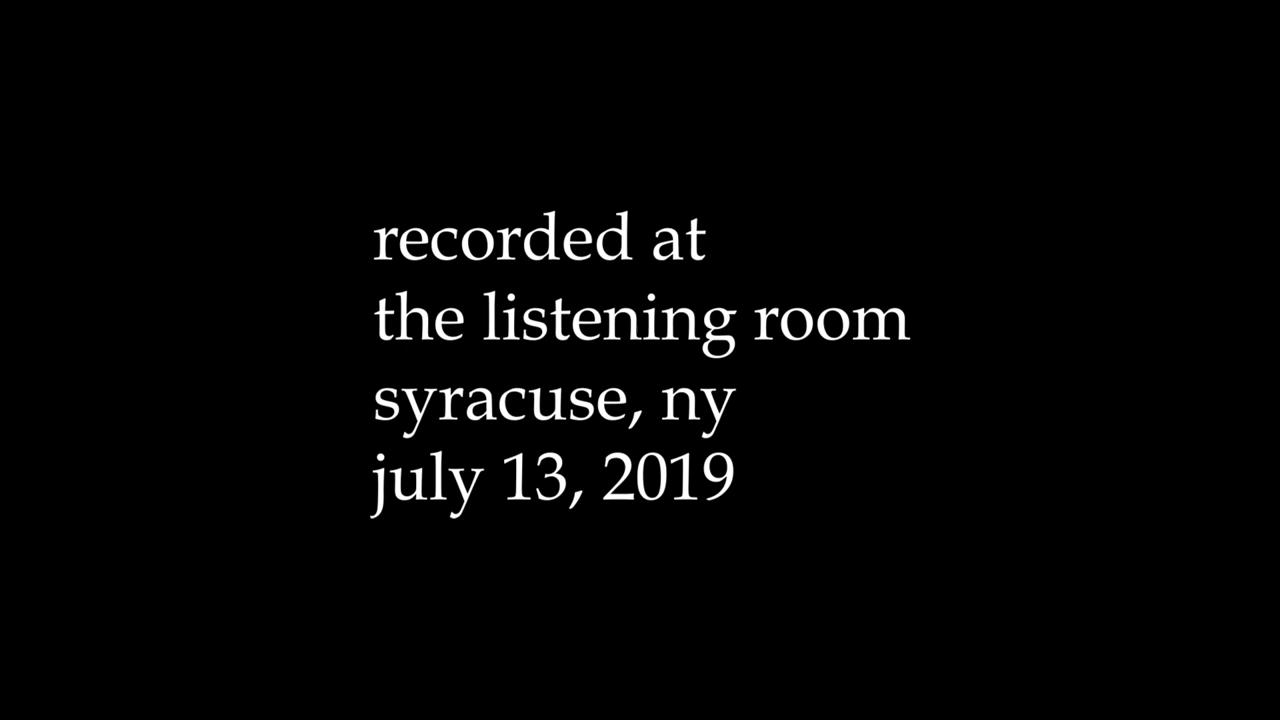 recorded at
the listening room
syracuse, ny
july 13, 2019